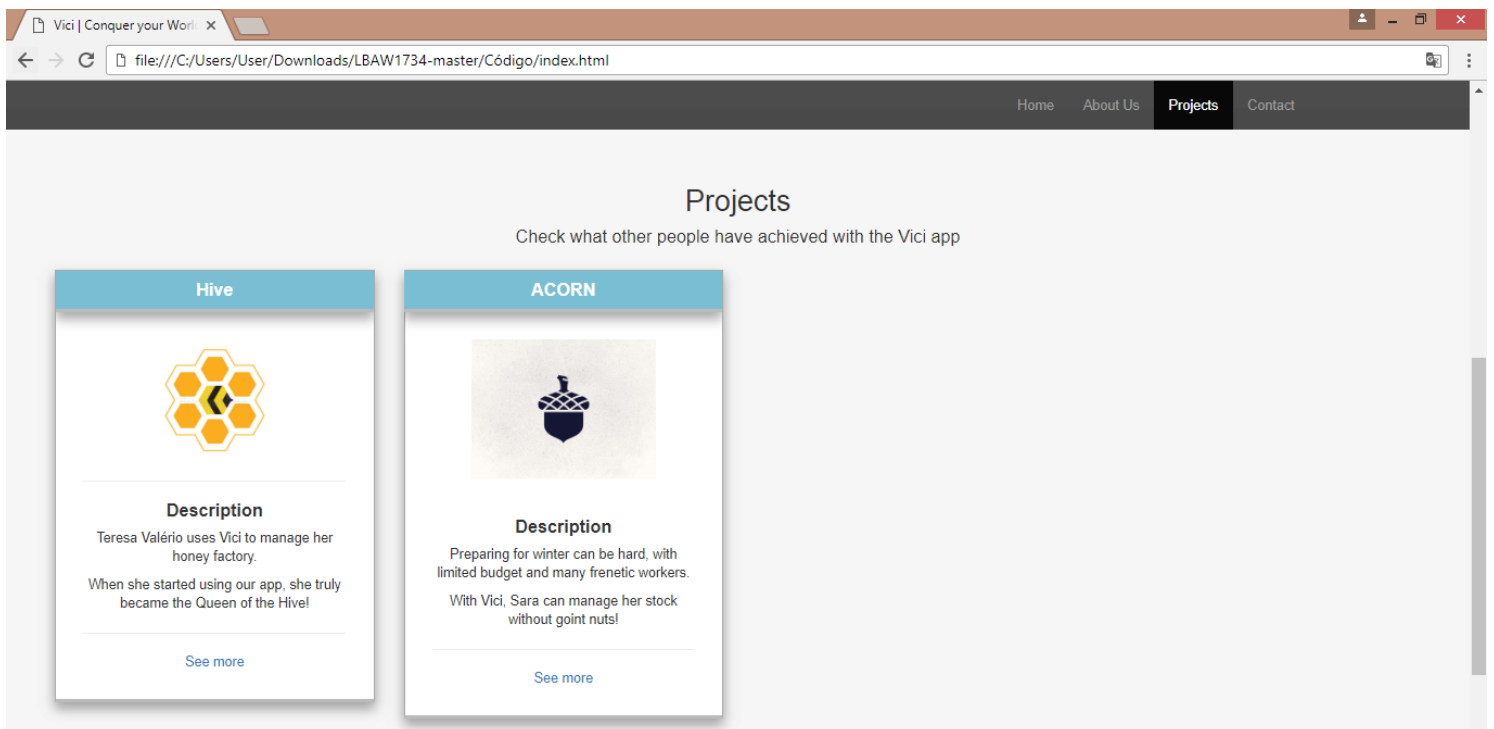 Vici | Conquer your Work
file:///C:/Users/User/Downloads/LBAW1734-master/Código/index.html
Home About Us Projects Contact
Projects
Check what other people have achieved with the Vici app
Hive
Description
Teresa Valério uses Vici to manage her
honey factory.
When she started using our app, she truly
became the Queen of the Hive!
See more
ACORN
Description
Preparing for winter can be hard, with
limited budget and many frenetic workers.
With Vici, Sara can manage her stock
without goint nuts!
See more